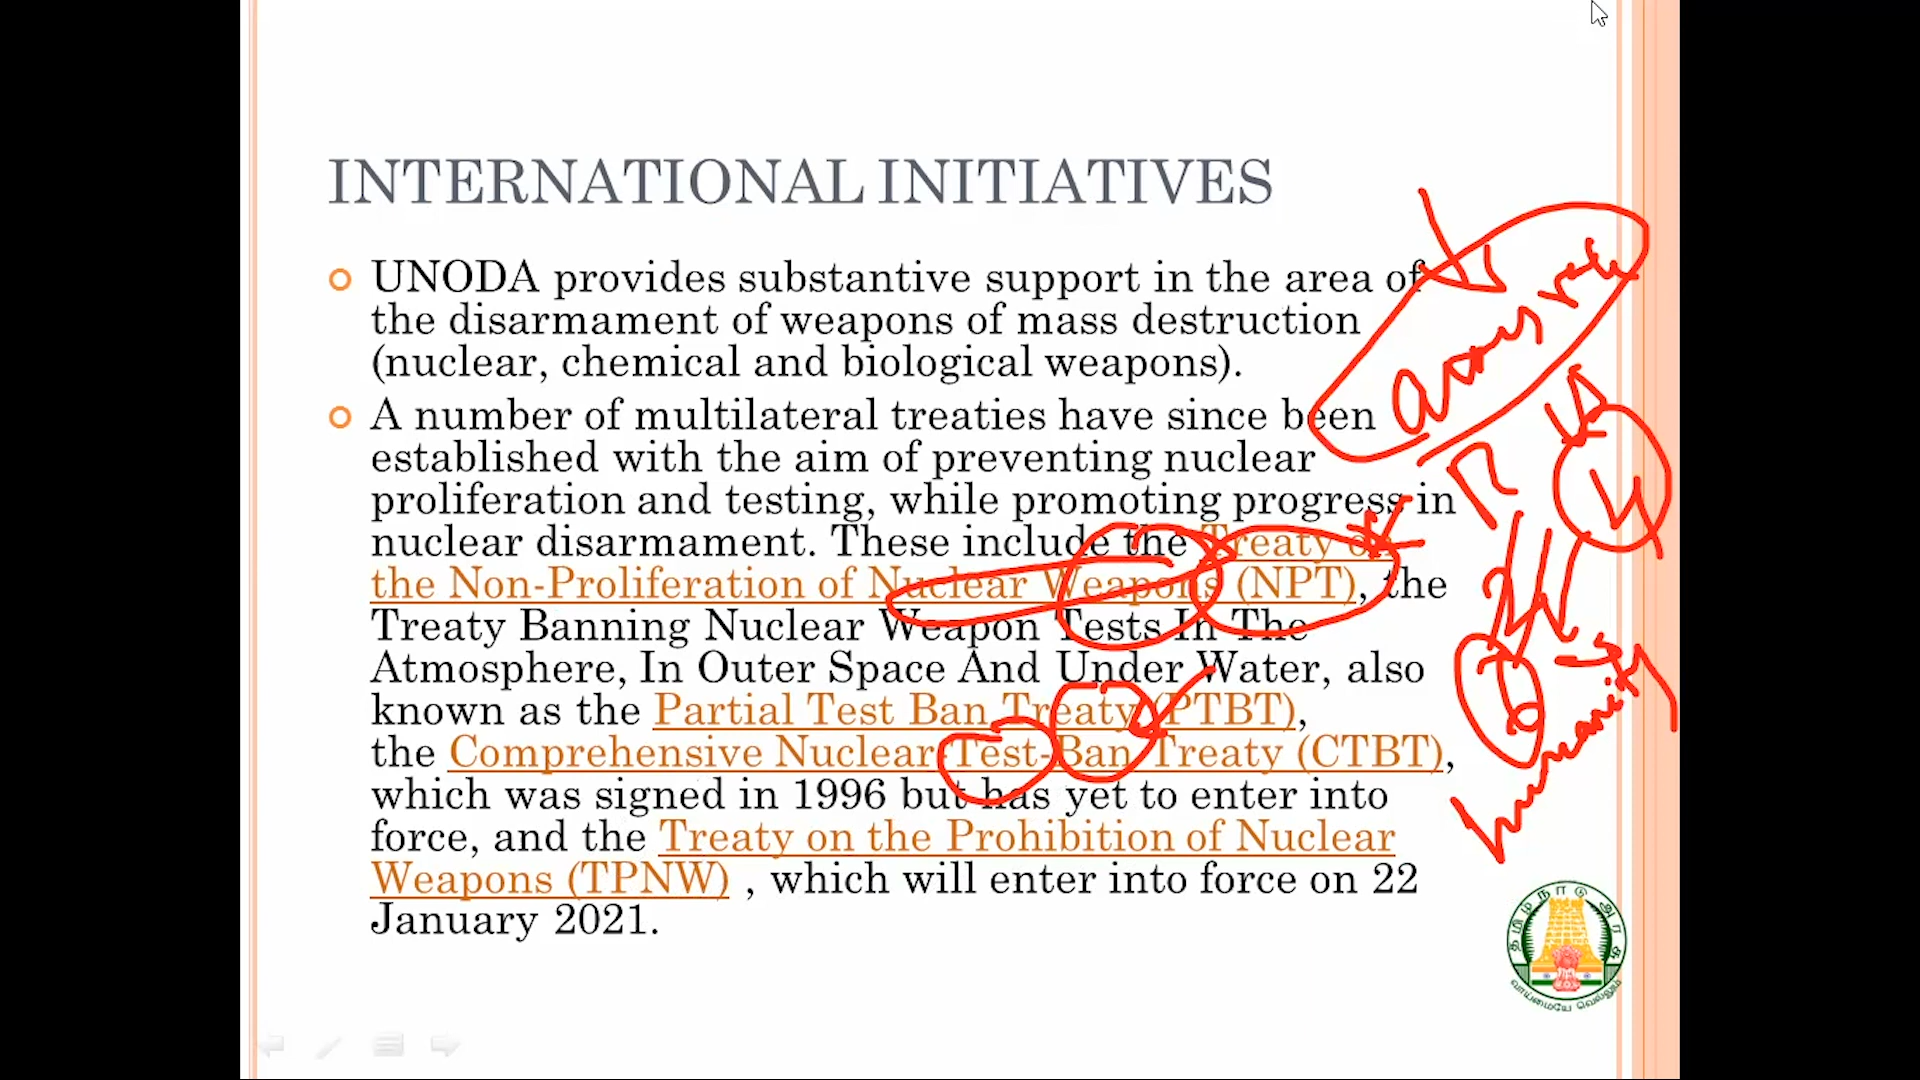 INTERNATIONAL INITIATIVES
UNODA provides substantive support in the area of
the disarmament of weapons of mass destruction
(nuclear, chemical and biological weapons).
A number of multilateral treaties have since been
established with the aim of preventing nuclear
proliferation and testing, while promoting progress in
nuclear disarmament. These include the Treaty on
the Non-Proliferation of Nuclear Weapons (NPT), the
Treaty Banning Nuclear Weapon Tests In The
Atmosphere, In Outer Space And Under Water, also
known as the Partial Test Ban Treaty (PTBT),
the Comprehensive Nuclear-Test-Ban Treaty (CTBT),
which was signed in 1996 but has yet to enter into
force, and the Treaty on the Prohibition of Nuclear
Weapons (TPNW) , which will enter into force on 22
January 2021.
humanity
தமிழ்நாடு அரசு
வாய்மையே வெல்லும்